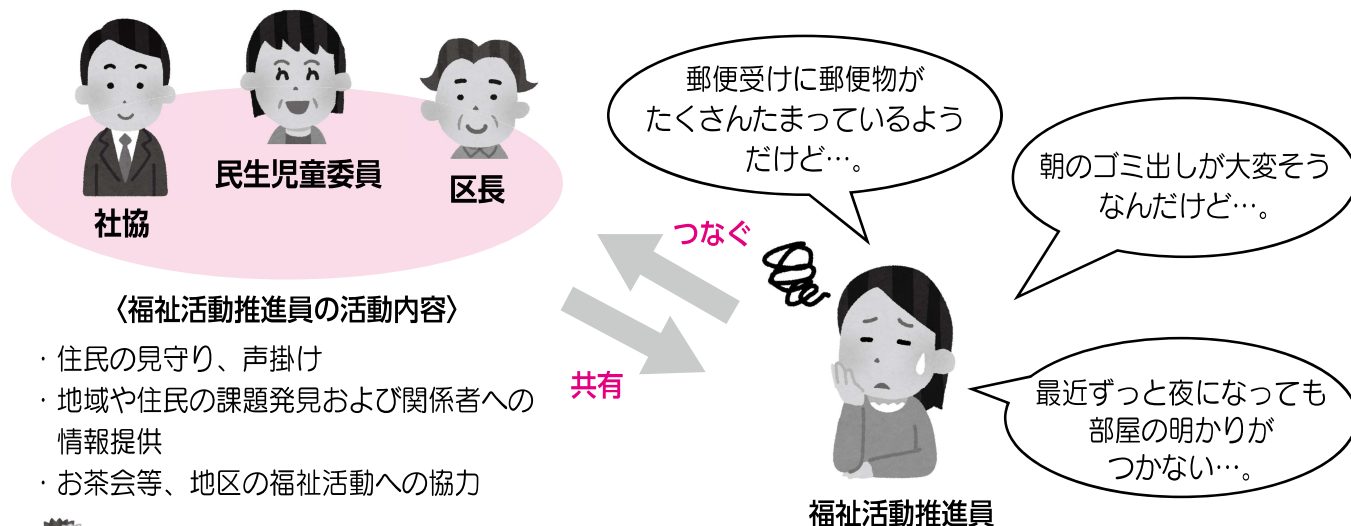 社協
民生児童委員
区長
〈福祉活動推進員の活動内容〉
・住民の見守り、声掛け
・地域や住民の課題発見および関係者への
情報提供
・お茶会等、地区の福祉活動への協力
つなぐ
共有
郵便受けに郵便物が
たくさんたまっているよう
だけど…。
朝のゴミ出しが大変そう
なんだけど…。
最近ずっと夜になっても
部屋の明かりが
つかない…。
福祉活動推進員